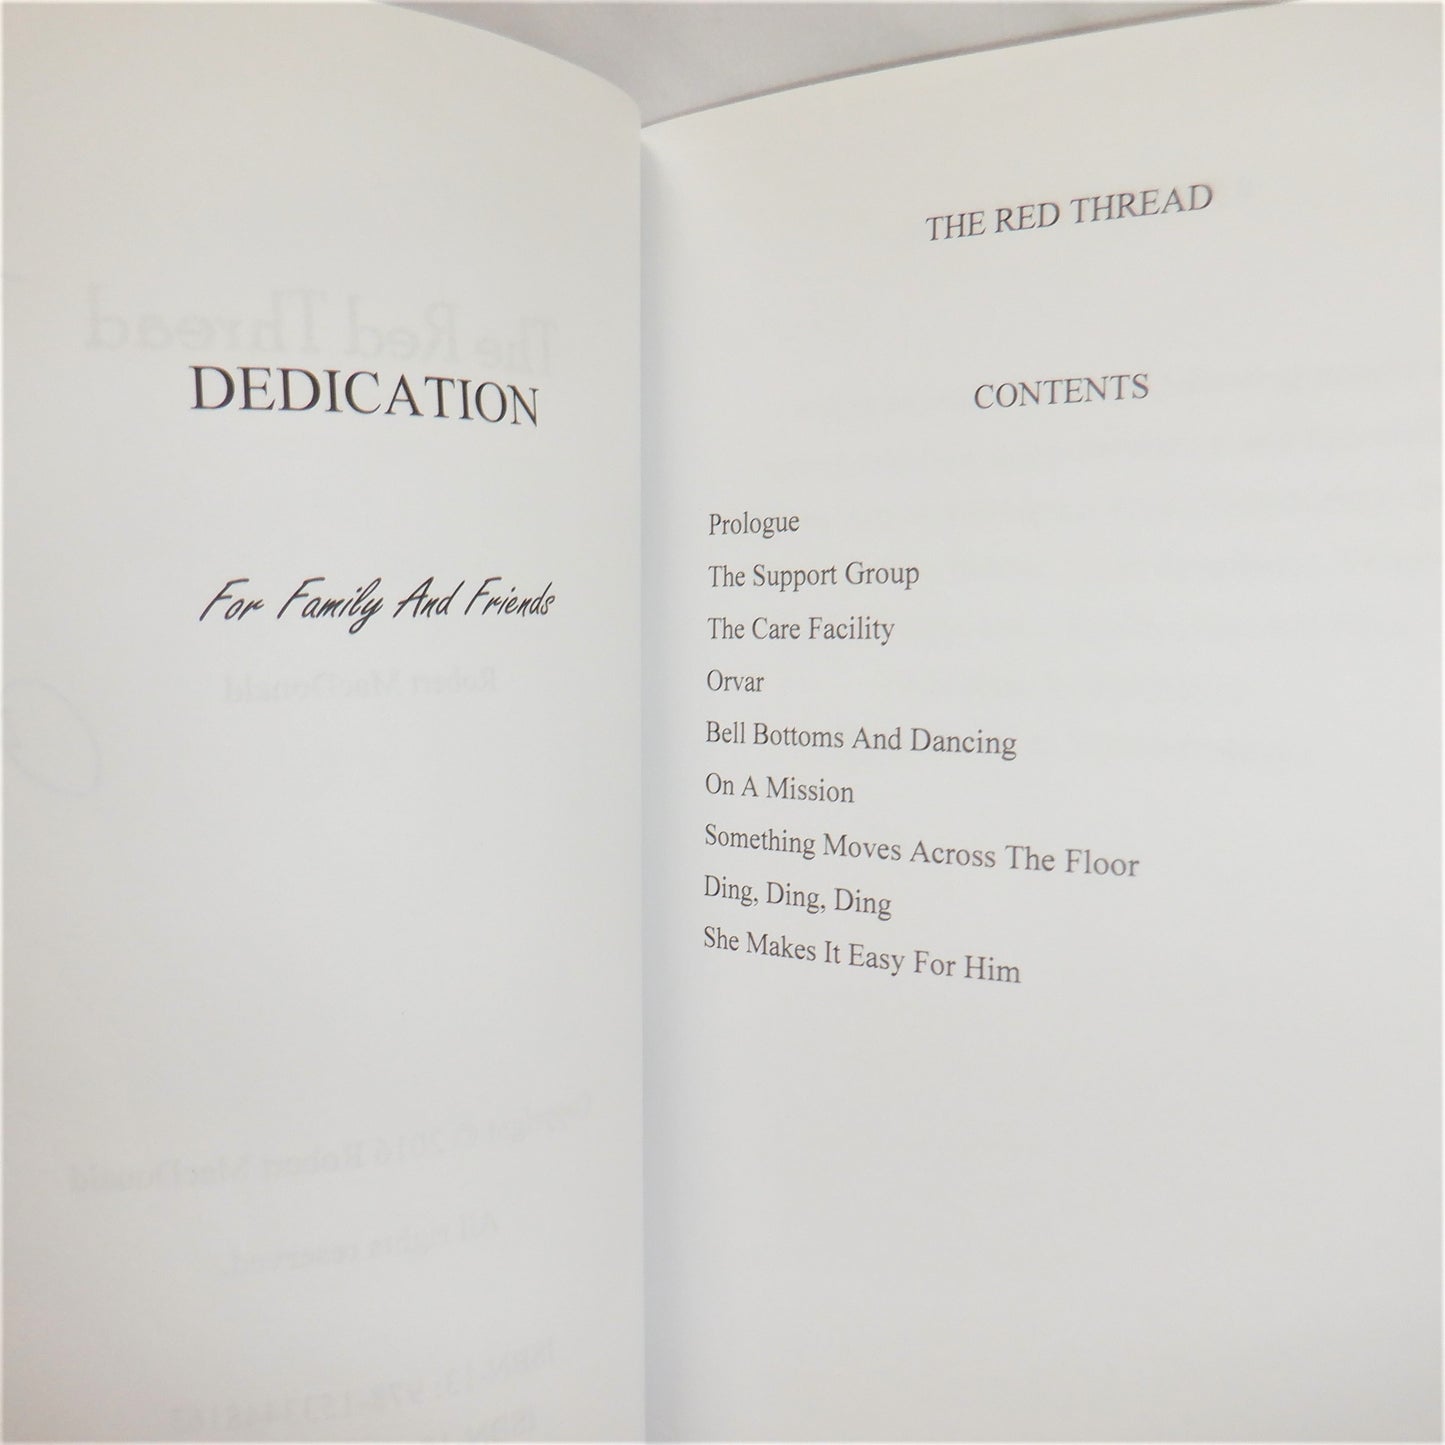 DEDICATION
For Family And Friends
THE RED THREAD
CONTENTS
Prologue
The Support Group
The Care Facility
Orvar
Bell Bottoms And Dancing
On A Mission
Something Moves Across The Floor
Ding, Ding, Ding
She Makes It Easy For Him